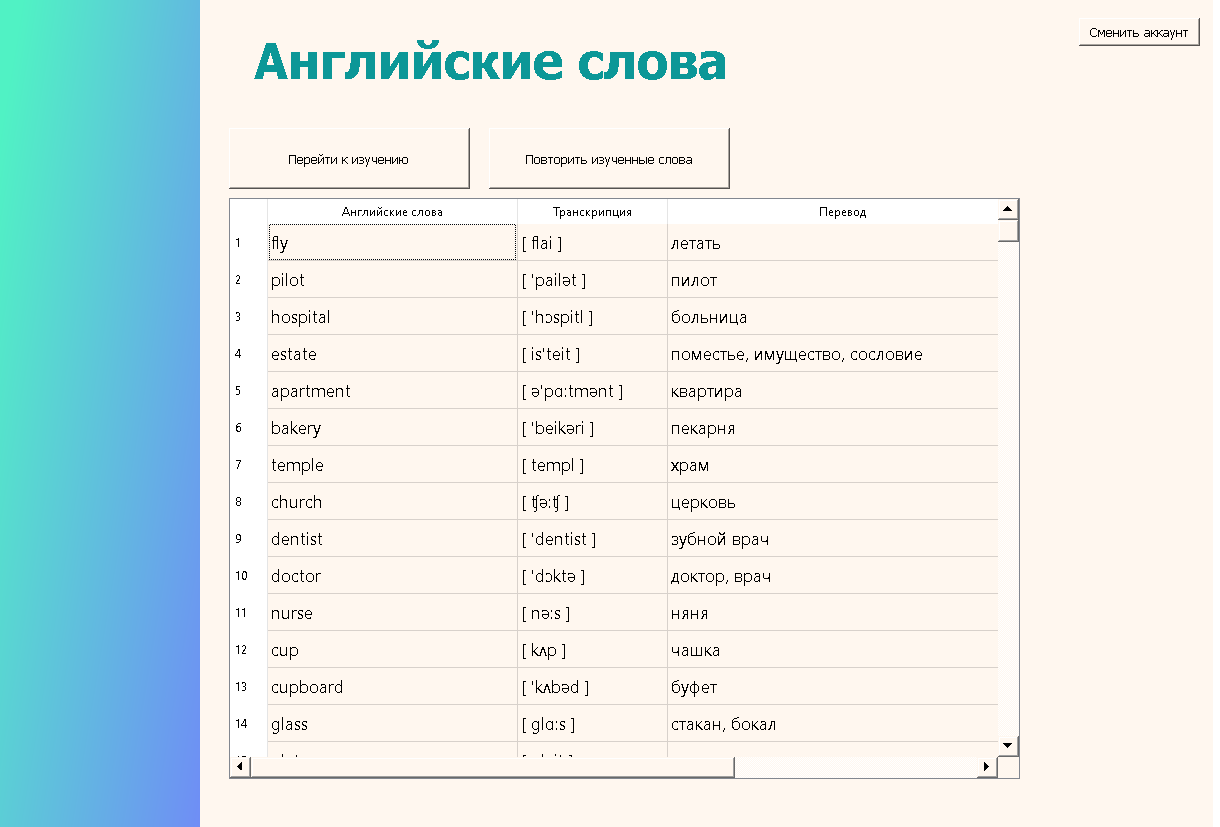 Сменить аккаунт
Английские слова
Перейти к изучению Повторить изученные слова
Английские слова Транскрипция Перевод
1 fly [ flai ] летать
2 pilot [ 'pailət ] пилот
3 hospital [ 'hɔspitl ] больница
4 estate [ is'teit ] поместье, имущество, сословие
5 apartment [ ə'pɑ:tmənt ] квартира
6 bakery [ 'beikəri ] пекарня
7 temple [ templ ] храм
8 church [ ʧə:ʧ ] церковь
9 dentist [ 'dentist ] зубной врач
10 doctor [ 'dɔktə ] доктор, врач
11 nurse [ nə:s ] няня
12 cup [ kʌp ] чашка
13 cupboard [ 'kʌbəd ] буфет
14 glass [ glɑ:s ] стакан, бокал